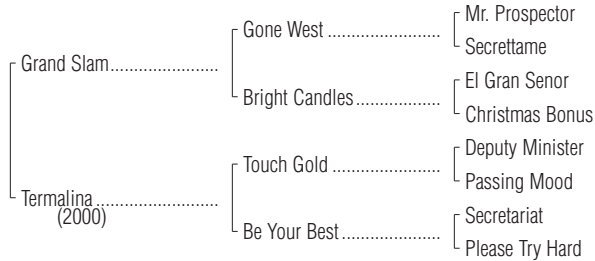 Mr. Prospector
Gone West ........................
Secrettame
Grand Slam.......................
El Gran Senor
Bright Candles..................
Christmas Bonus
Deputy Minister
Touch Gold .......................
Passing Mood
Termalina ..........................
(2000)
Secretariat
Be Your Best.....................
Please Try Hard